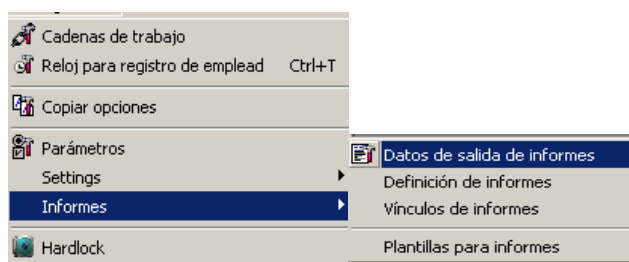 Cadenas de trabajo
Reloj para registro de emplead Ctrl+T
Copiar opciones
Parámetros
Settings
Informes
Hardlock
Datos de salida de informes
Definición de informes
Vínculos de informes
Plantillas para informes